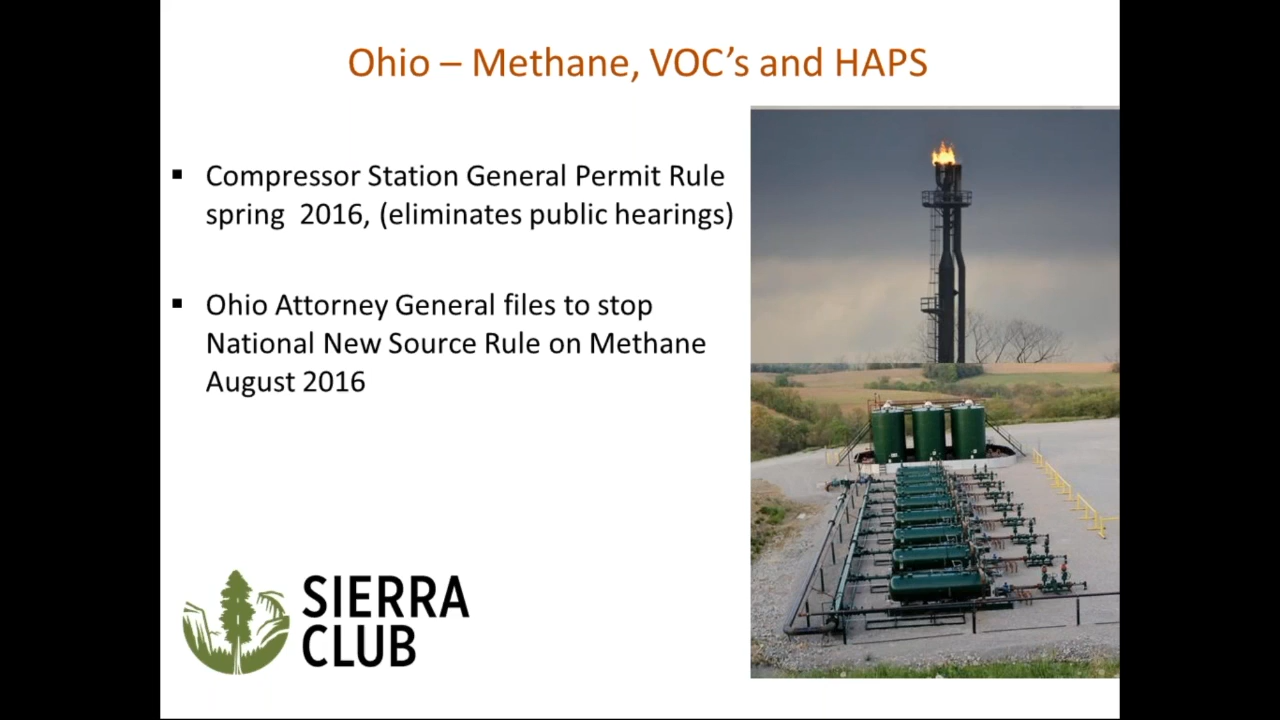 Ohio – Methane, VOC’s and HAPS
Compressor Station General Permit Rule
spring 2016, (eliminates public hearings)
Ohio Attorney General files to stop
National New Source Rule on Methane
August 2016
SIERRA
CLUB